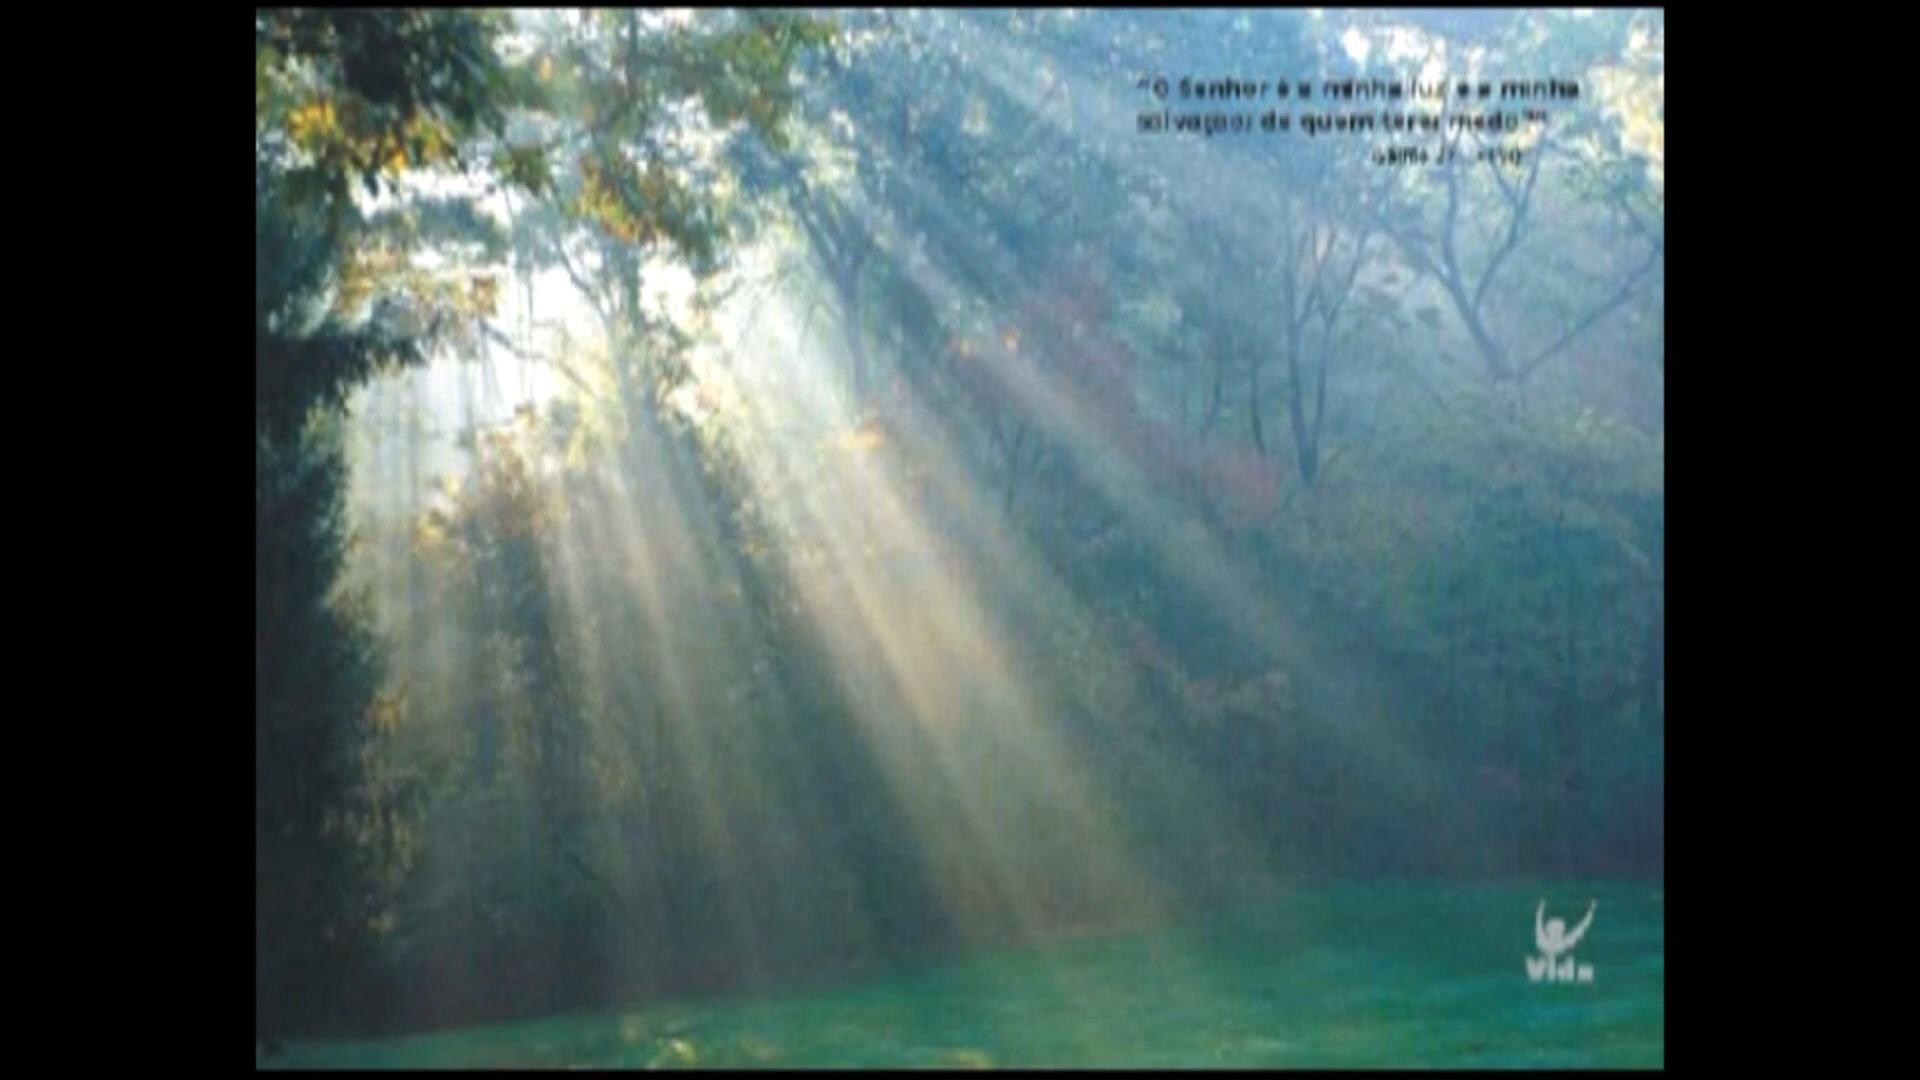 "O Senhor é a minha luz e a minha
salvação; de quem terei medo?"
Vida